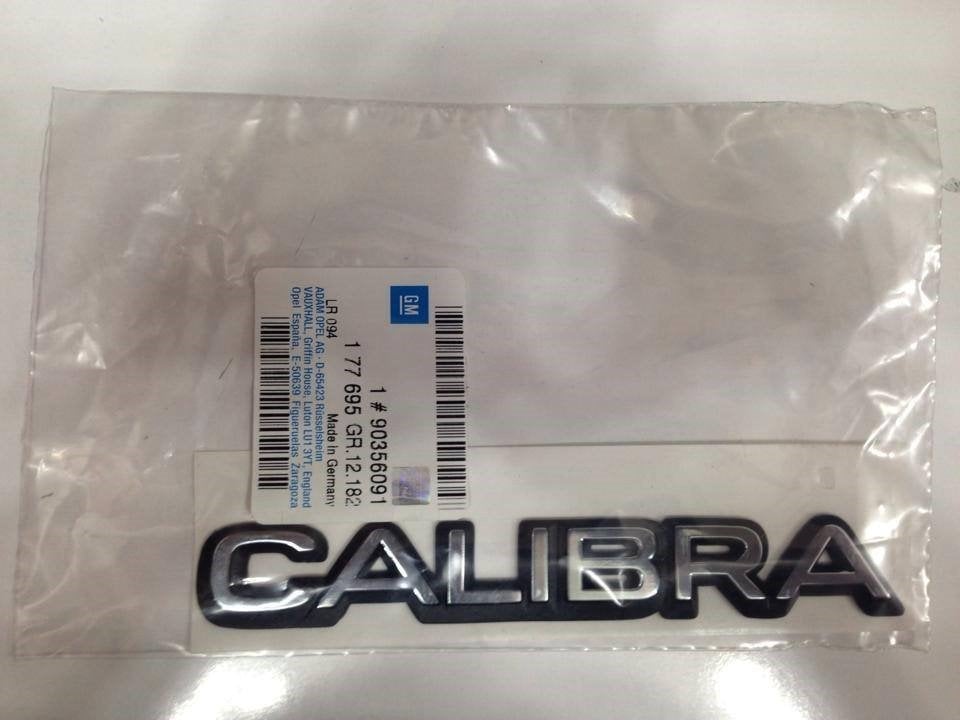 GM
1 # 90356091
1 77 695 GR.12.182
LR 094 Made in Germany
ADAM OPEL AG · D-65423 Rüsselsheim
VAUXHALL, Griffin House, Luton LU1 3YT, England
Opel España. E-50639 Figueruelas Zaragoza
CALIBRA